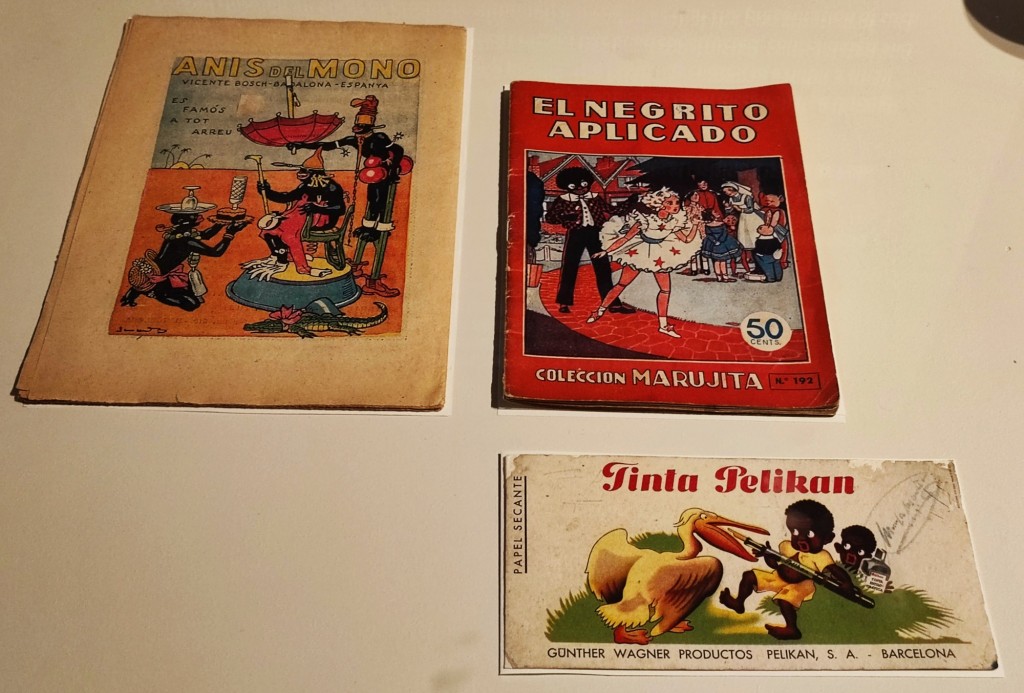 ANIS DEL MONO
VICENTE BOSCH-BADALONA-ESPANYA
ES
FAMÓS
A TOT
ARREU
EL NEGRITO
APLICADO
50
CENTS.
COLECCION MARUJITA N.º 192
Tinta Pelikan
PAPEL SECANTE
GÜNTHER WAGNER PRODUCTOS PELIKAN, S. A. - BARCELONA